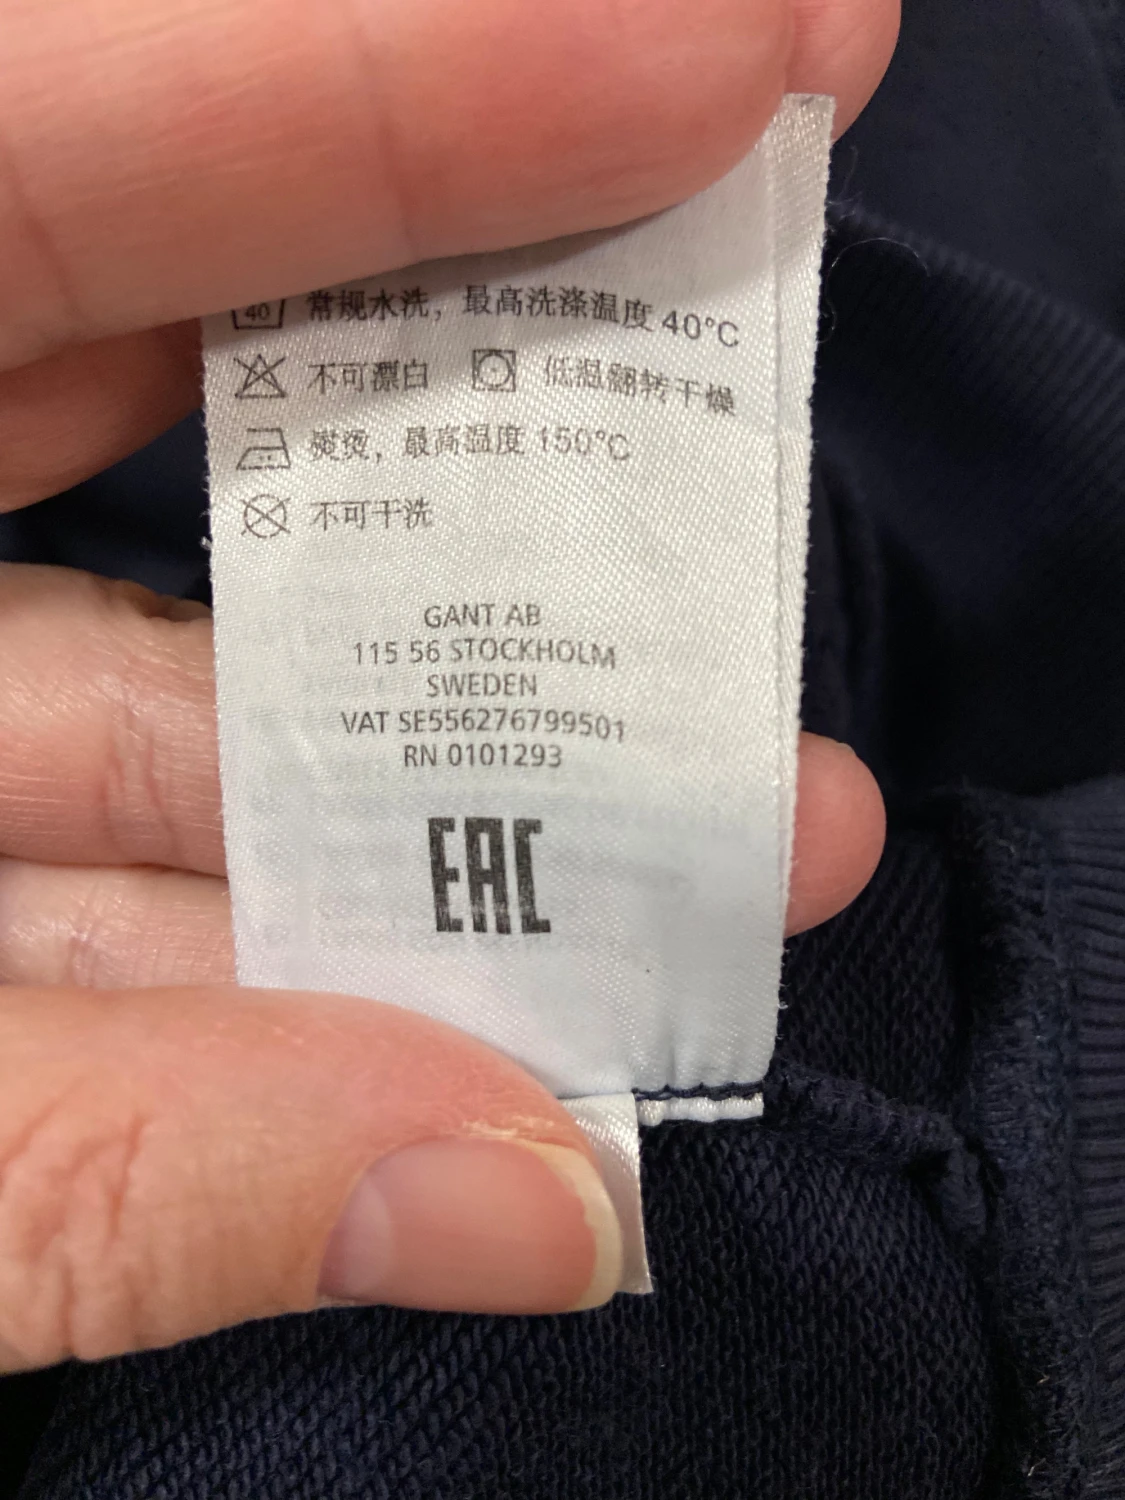 40 常规水洗，最高洗涤温度 40°C
不可漂白 低温翻转干燥
熨烫，最高温度 150°C
不可干洗
GANT AB
115 56 STOCKHOLM
SWEDEN
VAT SE556276799501
RN 0101293
EAC